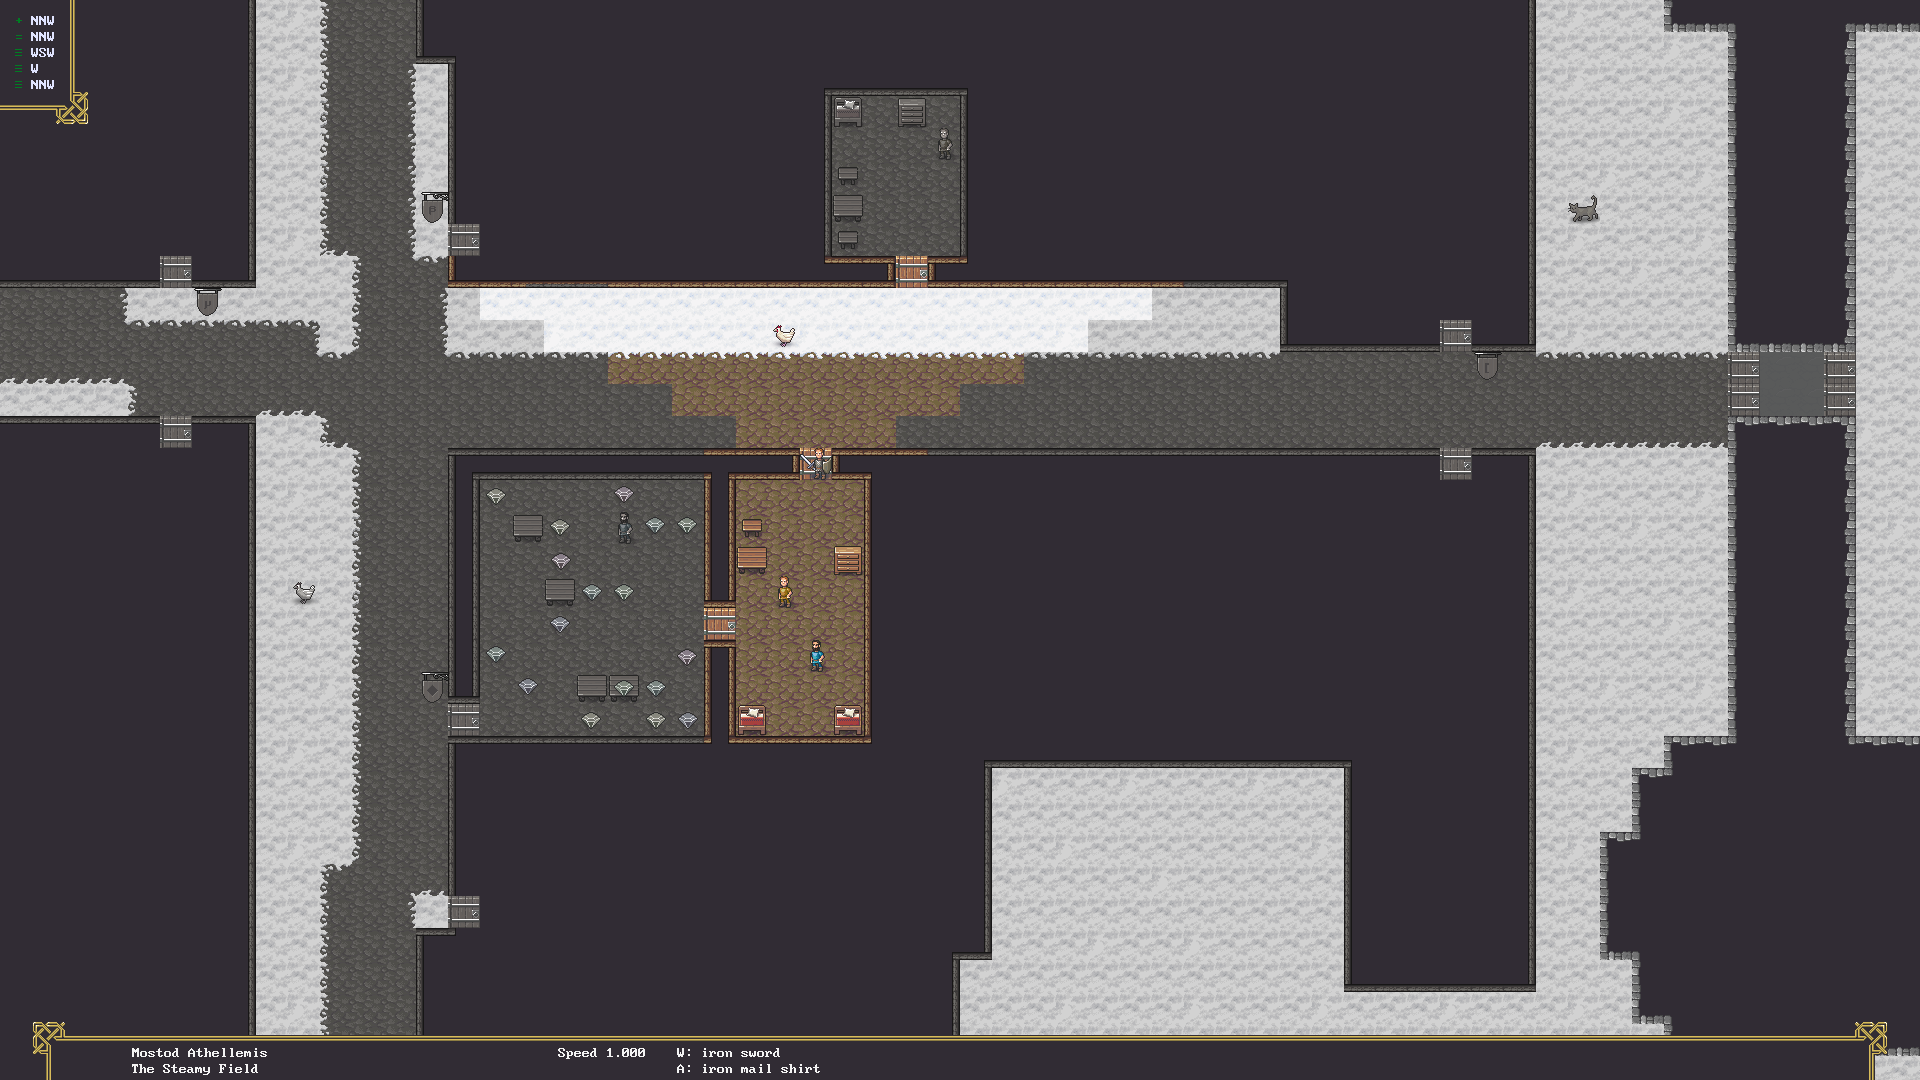 + NNW
= NNW
≡ WSW
≡ W
≡ NNW
Mostod Athellemis Speed 1.000 W: iron sword
The Steamy Field A: iron mail shirt